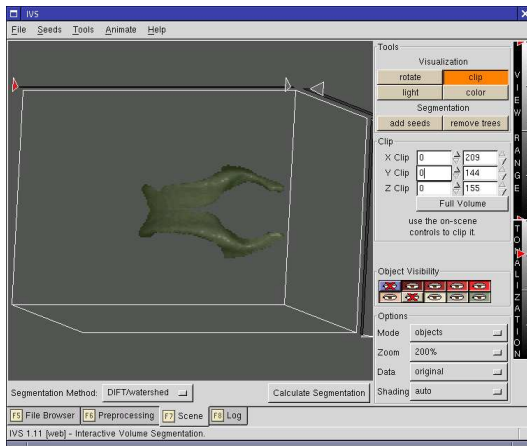 IVS
File Seeds Tools Animate Help
Tools
Visualization
rotate clip
light color
Segmentation
add seeds remove trees
Clip
X Clip 0 209
Y Clip 0 144
Z Clip 0 155
Full Volume
use the on-scene
controls to clip it.
Object Visibility
Options
Mode objects
Zoom 200%
Data original
Shading auto
VIEW RANGE
TONALIZATION
Segmentation Method: DIFT/watershed Calculate Segmentation
F5 File Browser F6 Preprocessing F7 Scene F8 Log
IVS 1.11 [web] - Interactive Volume Segmentation.